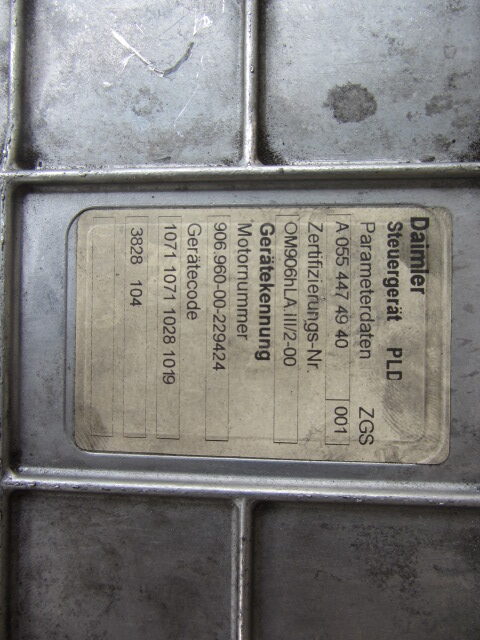 Daimler
Steuergerät PLD
Parameterdaten ZGS
A 055 447 49 40 001
Zertifizierungs-Nr.
OM906hLA.III/2-00
Gerätekennung
Motornummer
906.960-00-229424
Gerätecode
1071 1071 1028 1019
3828 104